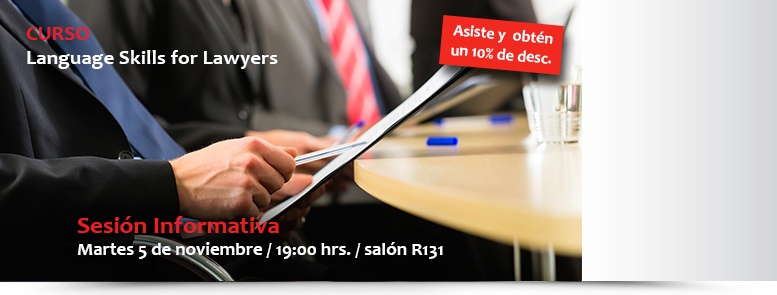 CURSO
Language Skills for Lawyers
Asiste y obtén
un 10% de desc.
Sesión Informativa
Martes 5 de noviembre / 19:00 hrs. / salón R131